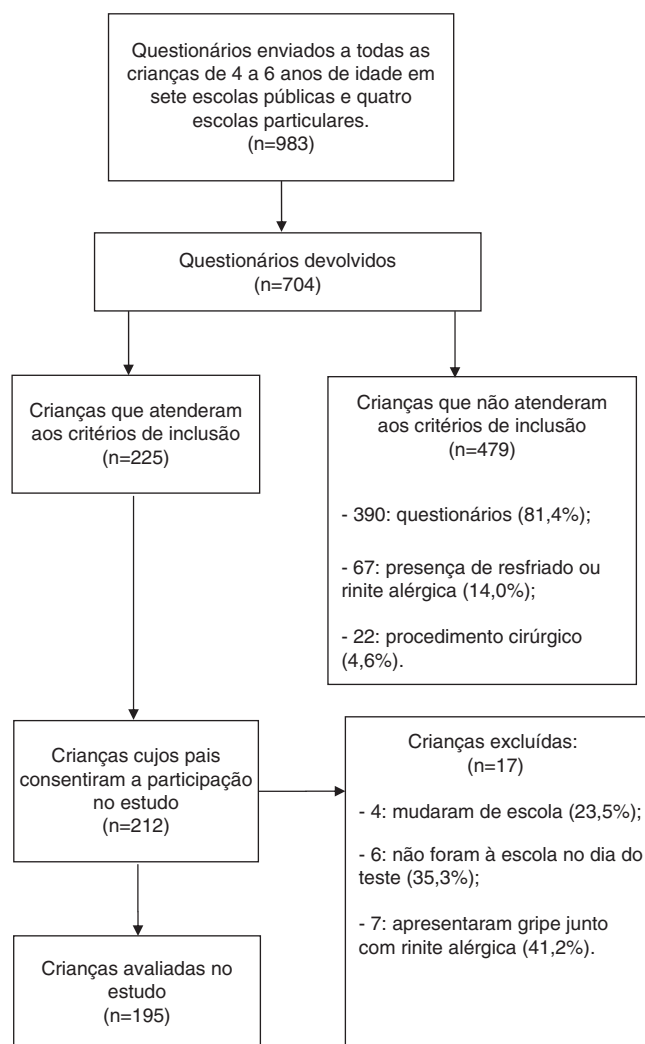 Questionários enviados a todas as
crianças de 4 a 6 anos de idade em
sete escolas públicas e quatro
escolas particulares.
(n=983)
Questionários devolvidos
(n=704)
Crianças que atenderam
aos critérios de inclusão
(n=225)
Crianças que não atenderam
aos critérios de inclusão
(n=479)
- 390: questionários (81,4%);
- 67: presença de resfriado ou
rinite alérgica (14,0%);
- 22: procedimento cirúrgico
(4,6%).
Crianças cujos pais
consentiram a participação
no estudo
(n=212)
Crianças excluídas:
(n=17)
- 4: mudaram de escola (23,5%);
- 6: não foram à escola no dia do
teste (35,3%);
- 7: apresentaram gripe junto
com rinite alérgica (41,2%).
Crianças avaliadas no
estudo
(n=195)